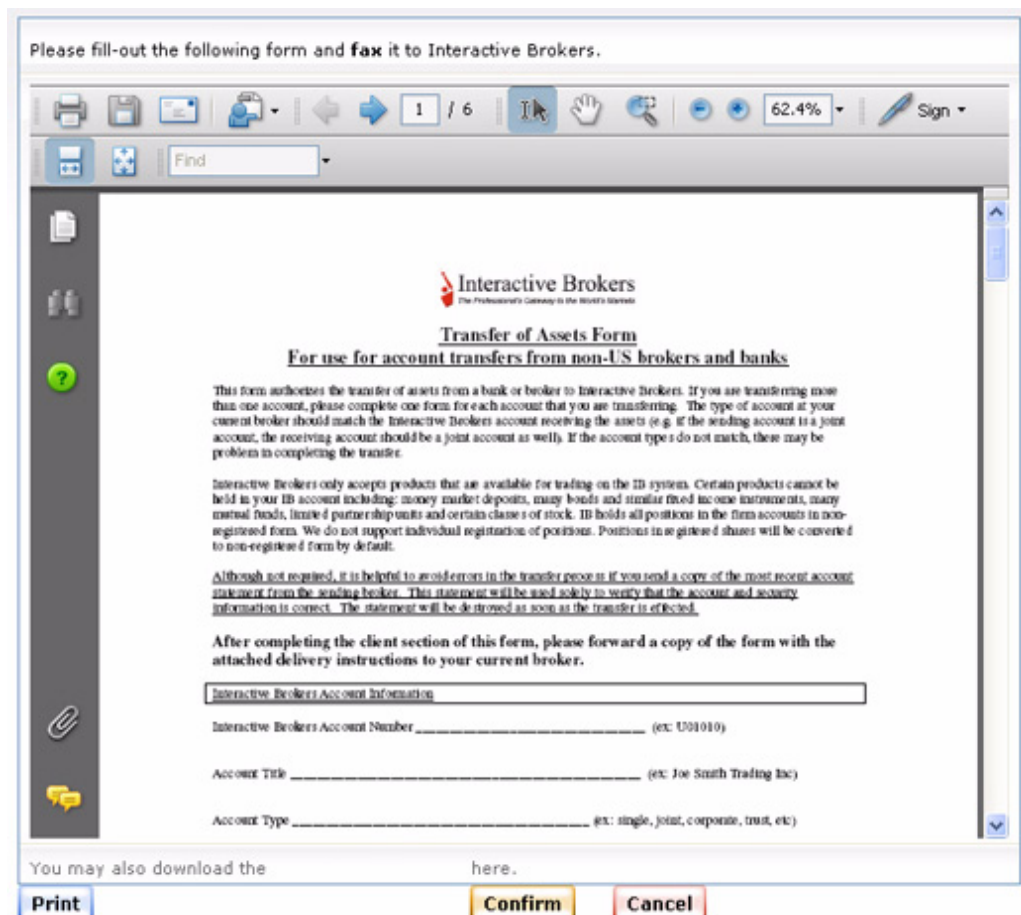 Please fill-out the following form and fax it to Interactive Brokers.
1 / 6 62.4% Sign
Find
Interactive Brokers
The Professional's Gateway to the World's Markets
Transfer of Assets Form
For use for account transfers from non-US brokers and banks
This form authorizes the transfer of assets from a bank or broker to Interactive Brokers. If you are transferring more
than one account, please complete one form for each account that you are transferring. The type of account at your
current broker should match the Interactive Brokers account receiving the assets (e.g. if the sending account is a joint
account, the receiving account should be a joint account as well). If the account types do not match, there may be
problem in completing the transfer.
Interactive Brokers only accepts products that are available for trading on the IB system. Certain products cannot be
held in your IB account including: money market deposits, many bonds and similar fixed income instruments, many
mutual funds, limited partnership units and certain classes of stock. IB holds all positions in the firm accounts in non-
registered form. We do not support individual registration of positions. Positions in registered shares will be converted
to non-registered form by default.
Although not required, it is helpful to avoid errors in the transfer process if you send a copy of the most recent account
statement from the sending broker. This statement will be used solely to verify that the account and security
information is correct. The statement will be destroyed as soon as the transfer is effected.
After completing the client section of this form, please forward a copy of the form with the
attached delivery instructions to your current broker.
Interactive Brokers Account Information
Interactive Brokers Account Number ______________________________ (ex: U01010)
Account Title ______________________________ (ex: Joe Smith Trading Inc)
Account Type ______________________________ (ex: single, joint, corporate, trust, etc)
You may also download the here.
Print Confirm Cancel